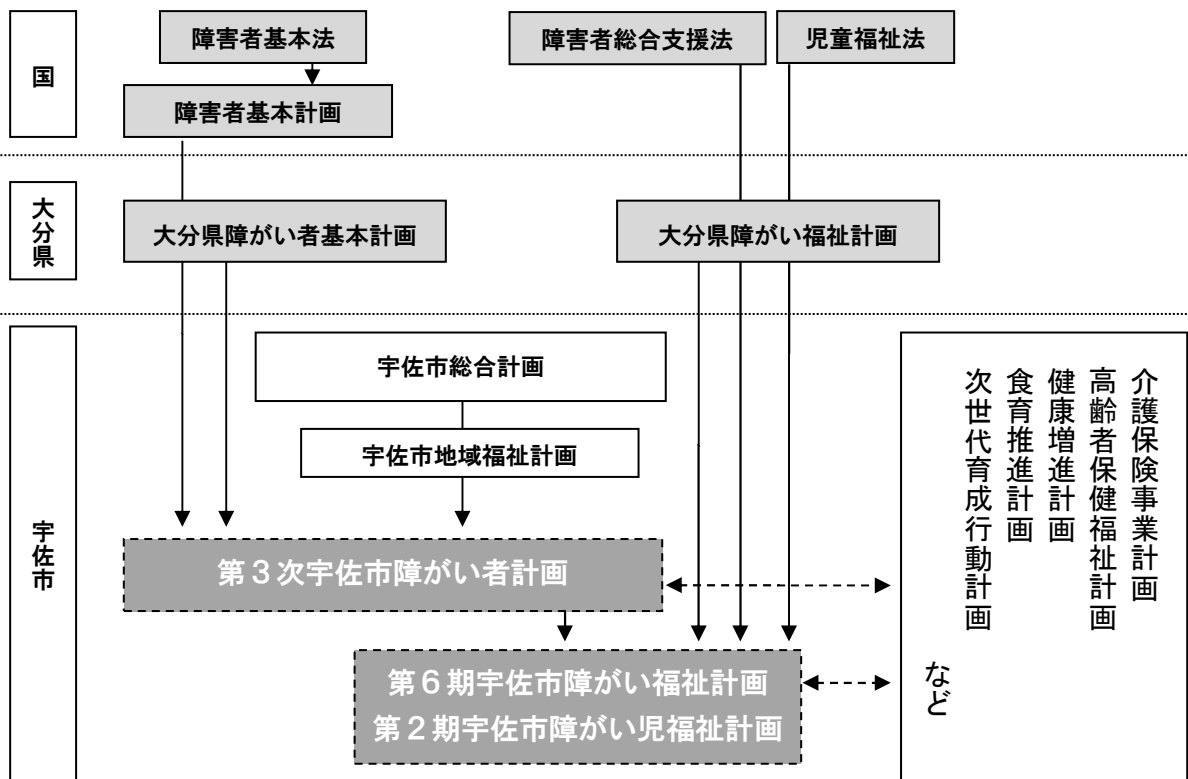 国
障害者基本法
障害者総合支援法
児童福祉法
障害者基本計画
大分県
大分県障がい者基本計画
大分県障がい福祉計画
宇佐市
宇佐市総合計画
宇佐市地域福祉計画
第３次宇佐市障がい者計画
第６期宇佐市障がい福祉計画
第２期宇佐市障がい児福祉計画
介護保険事業計画
高齢者保健福祉計画
健康増進計画
食育推進計画
次世代育成行動計画
など